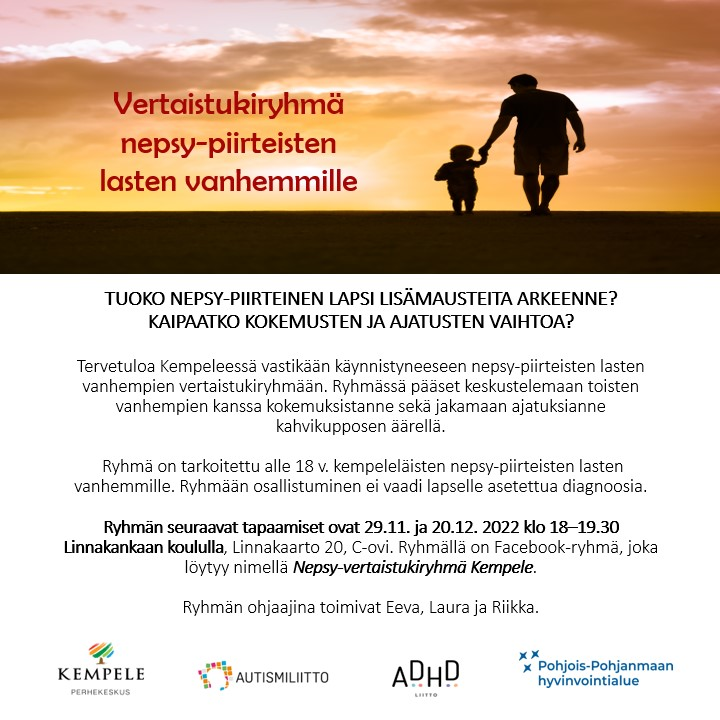 Vertaistukiryhmä
nepsy-piirteisten
lasten vanhemmille
TUOKO NEPSY-PIIRTEINEN LAPSI LISÄMAUSTEITA ARKEENNE?
KAIPAATKO KOKEMUSTEN JA AJATUSTEN VAIHTOA?
Tervetuloa Kempeleessä vastikään käynnistyneeseen nepsy-piirteisten lasten
vanhempien vertaistukiryhmään. Ryhmässä pääset keskustelemaan toisten
vanhempien kanssa kokemuksistanne sekä jakamaan ajatuksianne
kahvikupposen äärellä.
Ryhmä on tarkoitettu alle 18 v. kempeleläisten nepsy-piirteisten lasten
vanhemmille. Ryhmään osallistuminen ei vaadi lapselle asetettua diagnoosia.
Ryhmän seuraavat tapaamiset ovat 29.11. ja 20.12. 2022 klo 18–19.30
Linnakankaan koululla, Linnakaarto 20, C-ovi. Ryhmällä on Facebook-ryhmä, joka
löytyy nimellä Nepsy-vertaistukiryhmä Kempele.
Ryhmän ohjaajina toimivat Eeva, Laura ja Riikka.
KEMPELE
PERHEKESKUS
AUTISMILIITTO
ADHD
LIITTO
Pohjois-Pohjanmaan
hyvinvointialue